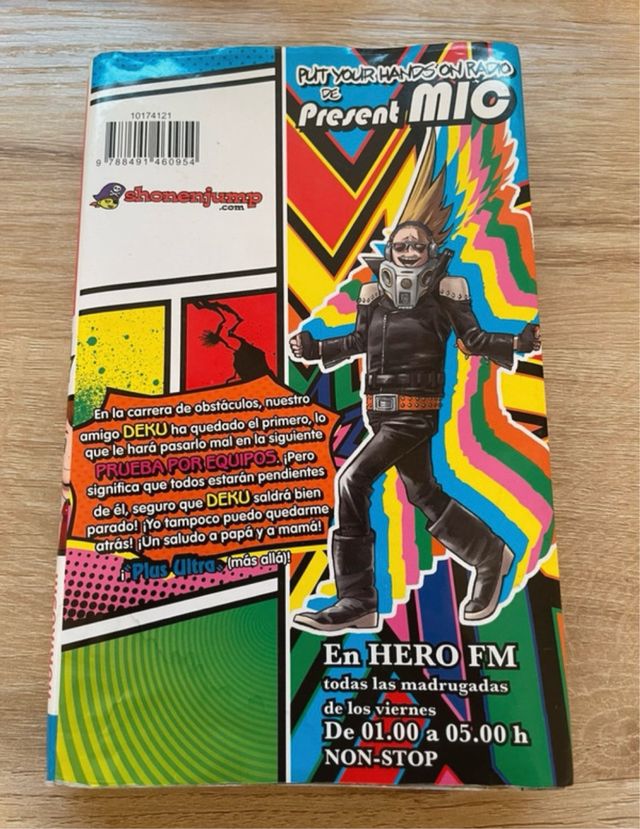 PUT YOUR HANDS ON RADIO
DE
Present MIC
10174121
9 788491 460954
shonenjump
.com
En la carrera de obstáculos, nuestro
amigo DEKU ha quedado el primero, lo
que le hará pasarlo mal en la siguiente
PRUEBA POR EQUIPOS. ¡Pero
significa que todos estarán pendientes
de él, seguro que DEKU saldrá bien
parado! ¡Yo tampoco puedo quedarme
atrás! ¡Un saludo a papá y a mamá!
¡«Plus Ultra» (más allá)!
En HERO FM
todas las madrugadas
de los viernes
De 01.00 a 05.00 h
NON-STOP